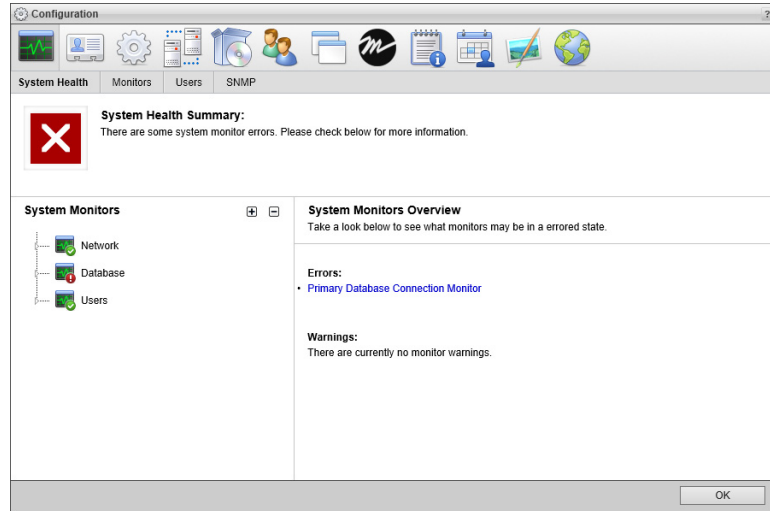 Configuration
?
System Health Monitors Users SNMP
System Health Summary:
There are some system monitor errors. Please check below for more information.
System Monitors
Network
Database
Users
System Monitors Overview
Take a look below to see what monitors may be in a errored state.
Errors:
• Primary Database Connection Monitor
Warnings:
There are currently no monitor warnings.
OK